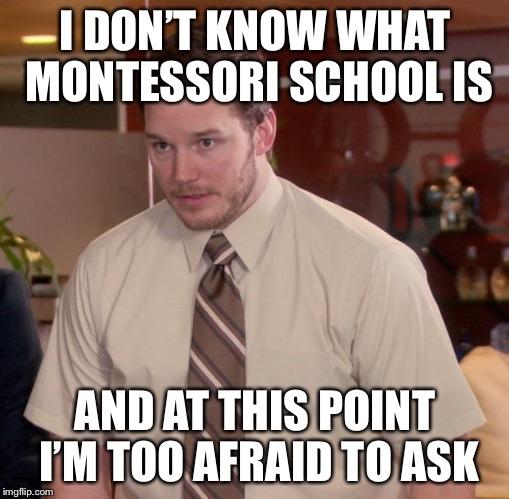 I DON'T KNOW WHAT
MONTESSORI SCHOOL IS
AND AT THIS POINT
I'M TOO AFRAID TO ASK
imgflip.com